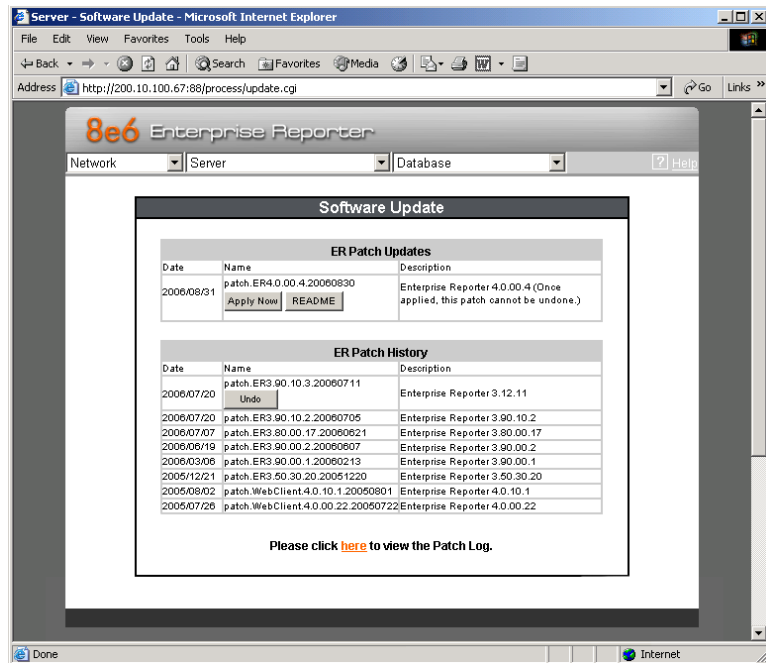 Server - Software Update - Microsoft Internet Explorer
File Edit View Favorites Tools Help
Back Search Favorites Media
Address http://200.10.100.67:88/process/update.cgi Go Links »
8e6 Enterprise Reporter
Network Server Database ? Help
Software Update
ER Patch Updates
Date Name Description
2006/08/31 patch.ER4.0.00.4.20060830 Enterprise Reporter 4.0.00.4 (Once
Apply Now README applied, this patch cannot be undone.)
ER Patch History
Date Name Description
2006/07/20 patch.ER3.90.10.3.20060711 Enterprise Reporter 3.12.11
Undo
2006/07/20 patch.ER3.90.10.2.20060705 Enterprise Reporter 3.90.10.2
2006/07/07 patch.ER3.80.00.17.20060621 Enterprise Reporter 3.80.00.17
2006/06/19 patch.ER3.90.00.2.20060607 Enterprise Reporter 3.90.00.2
2006/03/06 patch.ER3.90.00.1.20060213 Enterprise Reporter 3.90.00.1
2005/12/21 patch.ER3.50.30.20.20051220 Enterprise Reporter 3.50.30.20
2005/08/02 patch.WebClient.4.0.10.1.20050801 Enterprise Reporter 4.0.10.1
2005/07/26 patch.WebClient.4.0.00.22.20050722 Enterprise Reporter 4.0.00.22
Please click here to view the Patch Log.
Done Internet